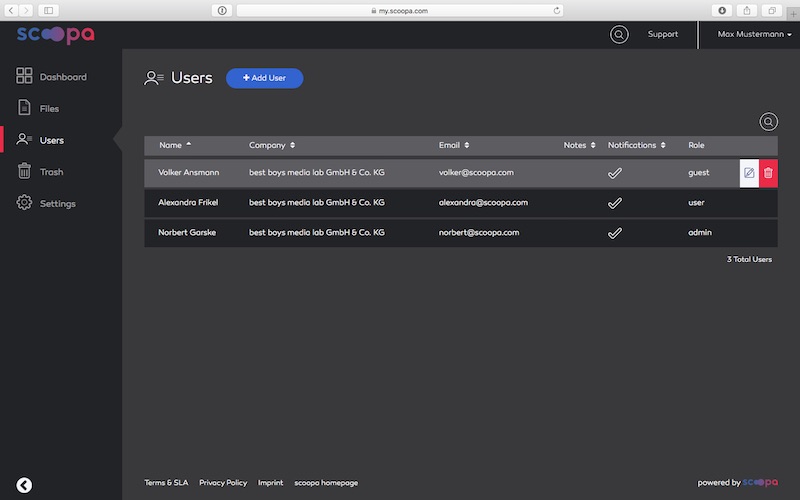 my.scoopa.com
scoopa
Support
Max Mustermann
Dashboard
Files
Users
Trash
Settings
Users
+ Add User
Name Company Email Notes Notifications Role
Volker Ansmann best boys media lab GmbH & Co. KG volker@scoopa.com guest
Alexandra Frikel best boys media lab GmbH & Co. KG alexandra@scoopa.com user
Norbert Garske best boys media lab GmbH & Co. KG norbert@scoopa.com admin
3 Total Users
Terms & SLA Privacy Policy Imprint scoopa homepage
powered by scoopa